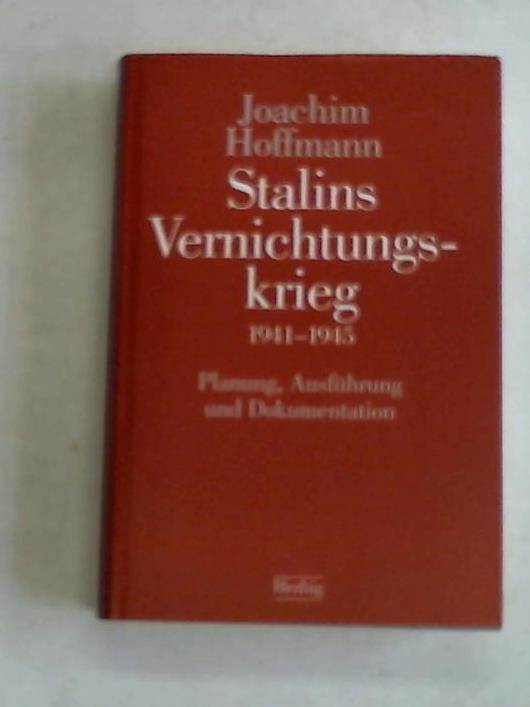 Joachim
Hoffmann
Stalins
Vernichtungs-
krieg
1941–1945
Planung, Ausführung
und Dokumentation
Herbig